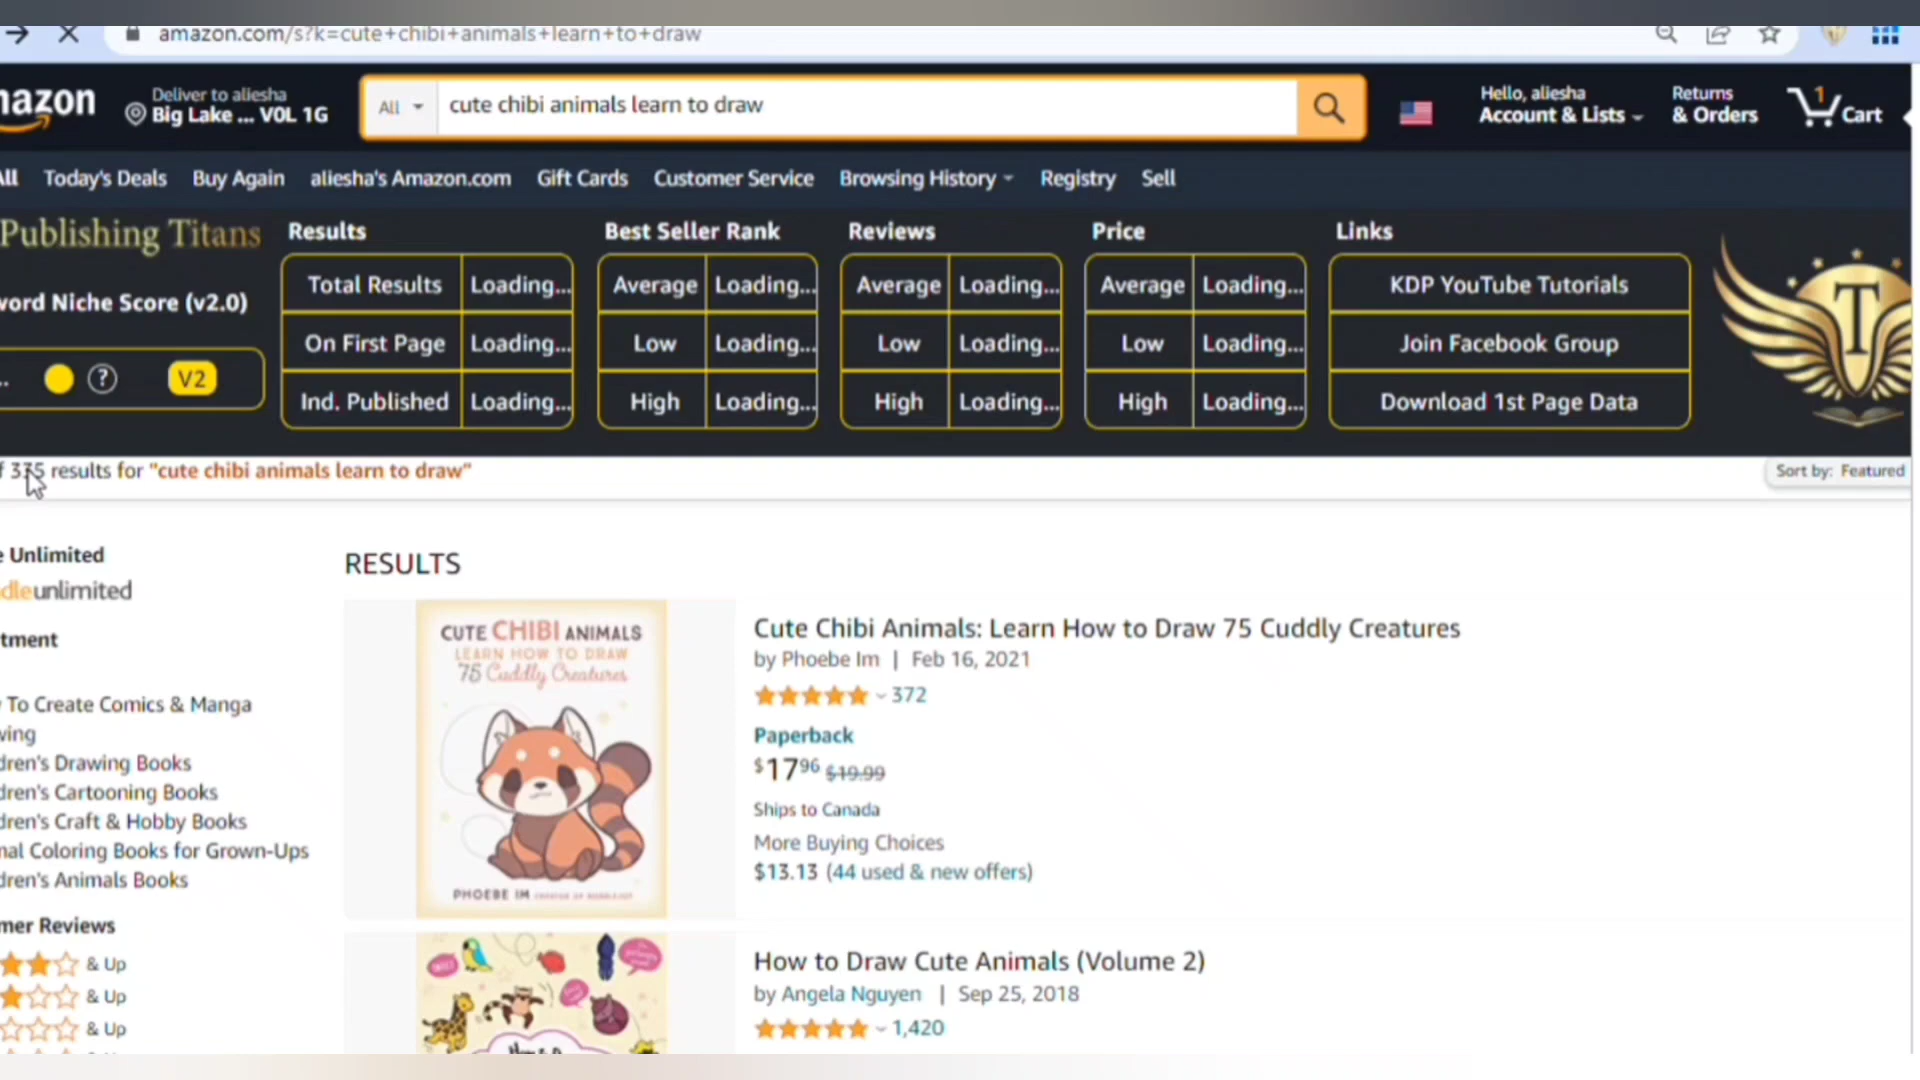 amazon.com/s?k=cute+chibi+animals+learn+to+draw
mazon
Deliver to aliesha
Big Lake ... V0L 1G
All
cute chibi animals learn to draw
Hello, aliesha
Account & Lists
Returns
& Orders
1
Cart
All Today's Deals Buy Again aliesha's Amazon.com Gift Cards Customer Service Browsing History Registry Sell
Publishing Titans
word Niche Score (v2.0)
.. ? V2
Results
Total Results Loading...
On First Page Loading...
Ind. Published Loading...
Best Seller Rank
Average Loading...
Low Loading...
High Loading...
Reviews
Average Loading...
Low Loading...
High Loading...
Price
Average Loading...
Low Loading...
High Loading...
Links
KDP YouTube Tutorials
Join Facebook Group
Download 1st Page Data
T
f 335 results for "cute chibi animals learn to draw"
Sort by: Featured
e Unlimited
dleunlimited
tment
To Create Comics & Manga
wing
dren's Drawing Books
dren's Cartooning Books
dren's Craft & Hobby Books
mal Coloring Books for Grown-Ups
dren's Animals Books
mer Reviews
& Up
& Up
& Up
RESULTS
CUTE CHIBI ANIMALS
LEARN HOW TO DRAW
75 Cuddly Creatures
PHOEBE IM
Cute Chibi Animals: Learn How to Draw 75 Cuddly Creatures
by Phoebe Im | Feb 16, 2021
372
Paperback
$17 96 $19.99
Ships to Canada
More Buying Choices
$13.13 (44 used & new offers)
How to Draw Cute Animals (Volume 2)
by Angela Nguyen | Sep 25, 2018
1,420